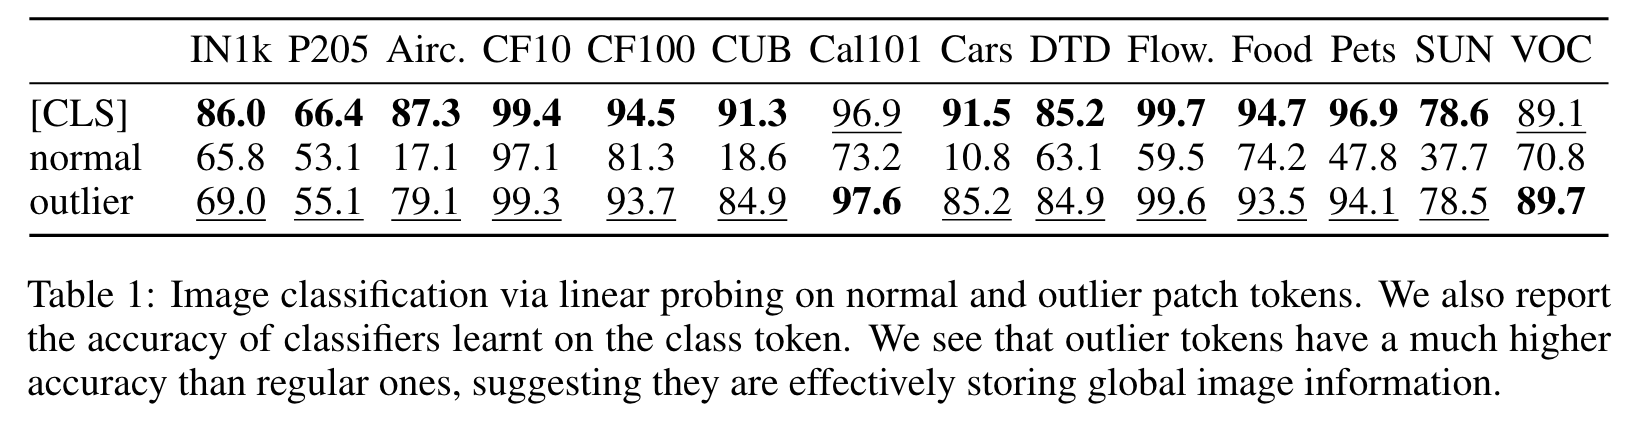 IN1k P205 Airc. CF10 CF100 CUB Cal101 Cars DTD Flow. Food Pets SUN VOC
[CLS] 86.0 66.4 87.3 99.4 94.5 91.3 96.9 91.5 85.2 99.7 94.7 96.9 78.6 89.1
normal 65.8 53.1 17.1 97.1 81.3 18.6 73.2 10.8 63.1 59.5 74.2 47.8 37.7 70.8
outlier 69.0 55.1 79.1 99.3 93.7 84.9 97.6 85.2 84.9 99.6 93.5 94.1 78.5 89.7
Table 1: Image classification via linear probing on normal and outlier patch tokens. We also report
the accuracy of classifiers learnt on the class token. We see that outlier tokens have a much higher
accuracy than regular ones, suggesting they are effectively storing global image information.